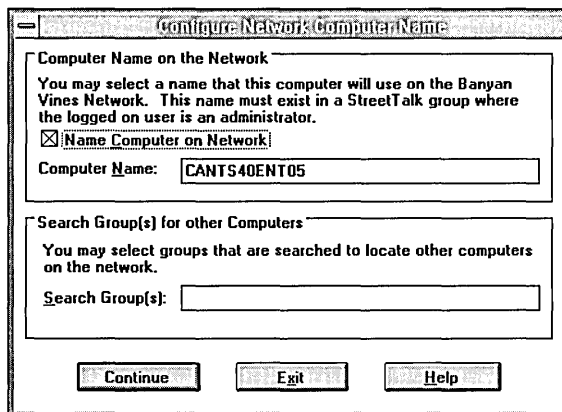 Configure Network Computer Name
Computer Name on the Network
You may select a name that this computer will use on the Banyan
Vines Network. This name must exist in a StreetTalk group where
the logged on user is an administrator.
Name Computer on Network
Computer Name: CANTS40ENT05
Search Group(s) for other Computers
You may select groups that are searched to locate other computers
on the network.
Search Group(s):
Continue Exit Help